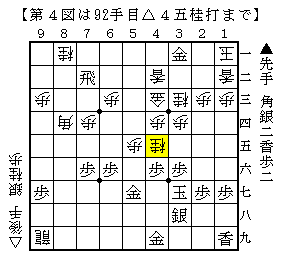 【第４図は92手目△４五桂打まで】
9 8 7 6 5 4 3 2 1
桂 金 玉 一
飛 香 香 二
歩 歩 金 桂 歩 歩 三
角 歩 歩 歩 四
歩 桂 五
歩 歩 歩 歩 六
歩 金 玉 歩 歩 七
銀 八
龍 金 香 九
▲先手 角銀二香歩二
△後手 銀桂歩